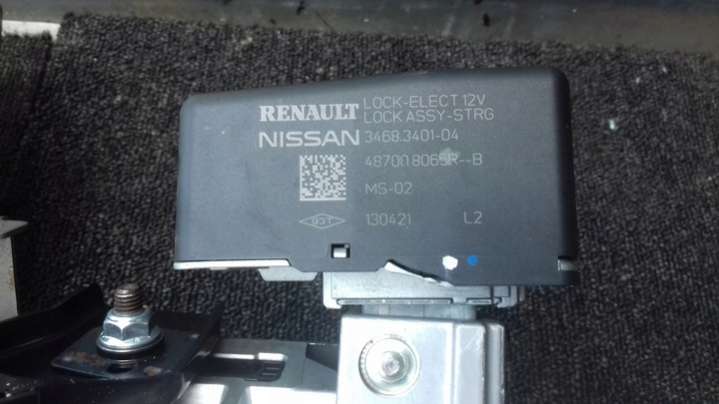 RENAULT LOCK-ELECT 12V
LOCK ASSY-STRG
NISSAN 3468.3401-04
48700 8065R--B
MS-02
130421 L2